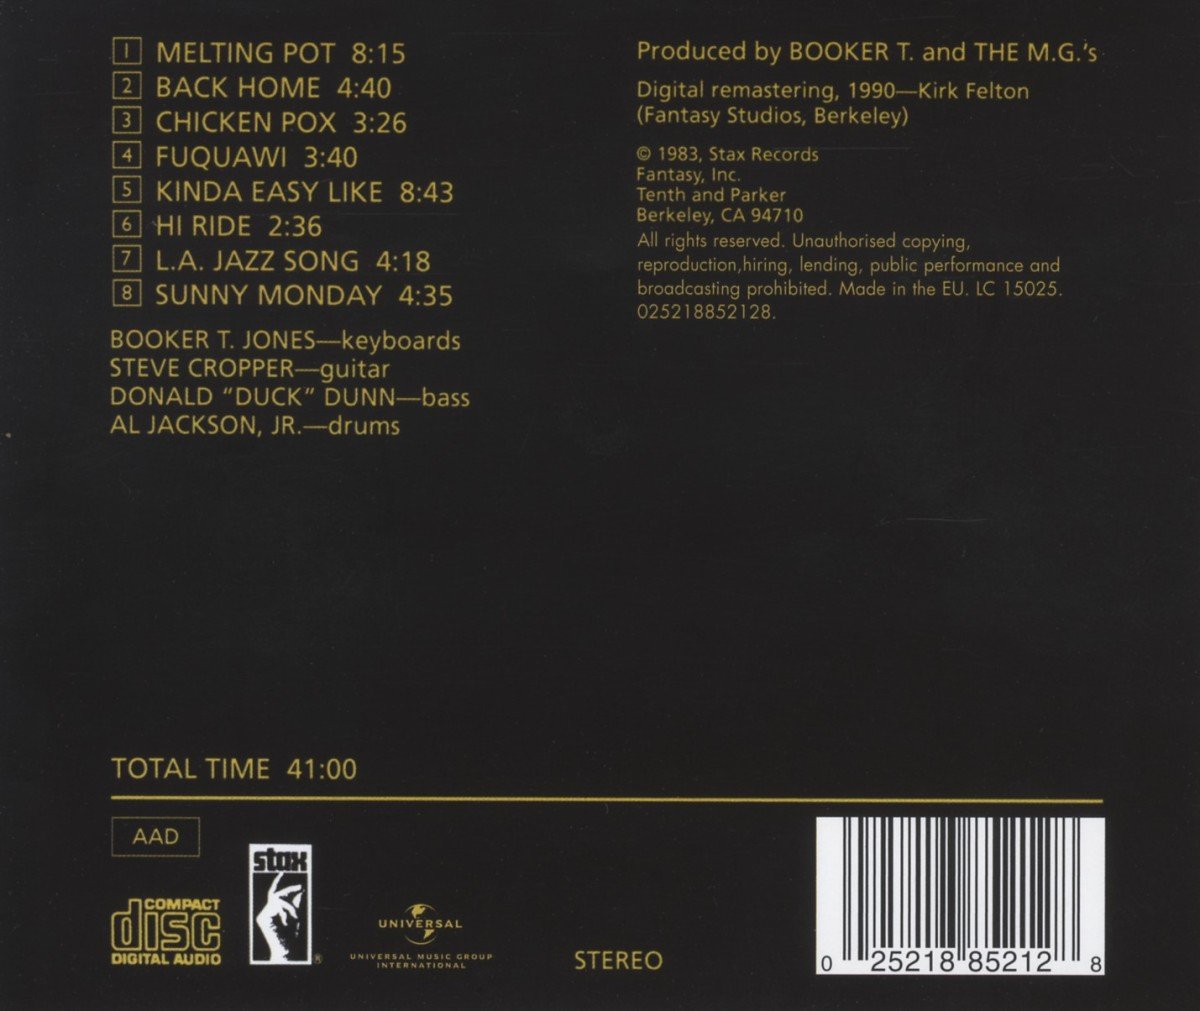 1 MELTING POT 8:15
2 BACK HOME 4:40
3 CHICKEN POX 3:26
4 FUQUAWI 3:40
5 KINDA EASY LIKE 8:43
6 HI RIDE 2:36
7 L.A. JAZZ SONG 4:18
8 SUNNY MONDAY 4:35
BOOKER T. JONES—keyboards
STEVE CROPPER—guitar
DONALD “DUCK” DUNN—bass
AL JACKSON, JR.—drums
Produced by BOOKER T. and THE M.G.'s
Digital remastering, 1990—Kirk Felton
(Fantasy Studios, Berkeley)
© 1983, Stax Records
Fantasy, Inc.
Tenth and Parker
Berkeley, CA 94710
All rights reserved. Unauthorised copying,
reproduction,hiring, lending, public performance and
broadcasting prohibited. Made in the EU. LC 15025.
025218852128.
TOTAL TIME 41:00
AAD
COMPACT
disc
DIGITAL AUDIO
stax
®
UNIVERSAL
UNIVERSAL MUSIC GROUP
INTERNATIONAL
STEREO
0 25218 85212 8